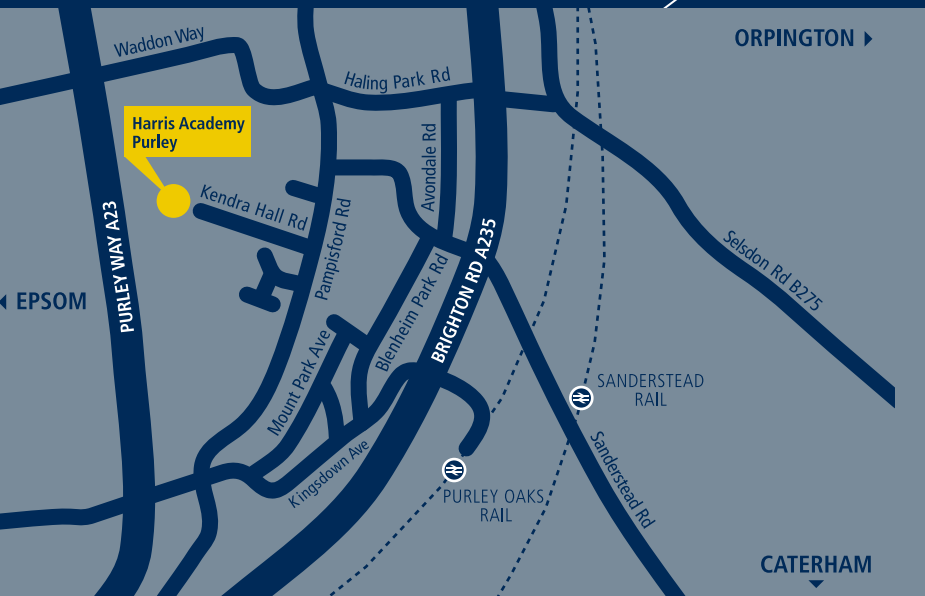 ORPINGTON
Waddon Way
Haling Park Rd
Harris Academy
Purley
Avondale Rd
Kendra Hall Rd
Pampisford Rd
PURLEY WAY A23
BRIGHTON RD A235
Selsdon Rd B275
EPSOM
Blenheim Park Rd
Mount Park Ave
SANDERSTEAD
RAIL
Kingsdown Ave
Sanderstead Rd
PURLEY OAKS
RAIL
CATERHAM